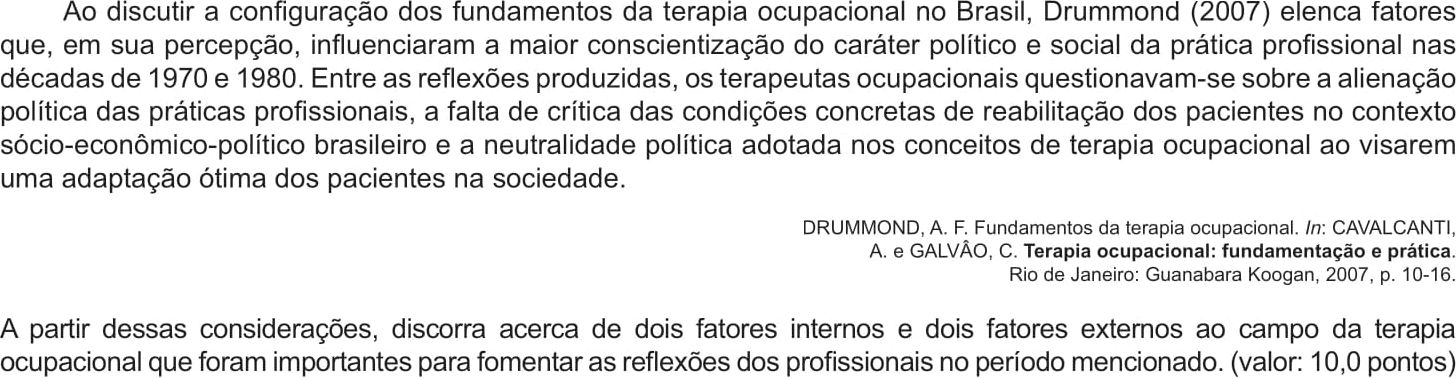 Ao discutir a configuração dos fundamentos da terapia ocupacional no Brasil, Drummond (2007) elenca fatores
que, em sua percepção, influenciaram a maior conscientização do caráter político e social da prática profissional nas
décadas de 1970 e 1980. Entre as reflexões produzidas, os terapeutas ocupacionais questionavam-se sobre a alienação
política das práticas profissionais, a falta de crítica das condições concretas de reabilitação dos pacientes no contexto
sócio-econômico-político brasileiro e a neutralidade política adotada nos conceitos de terapia ocupacional ao visarem
uma adaptação ótima dos pacientes na sociedade.
DRUMMOND, A. F. Fundamentos da terapia ocupacional. In: CAVALCANTI,
A. e GALVÂO, C. Terapia ocupacional: fundamentação e prática.
Rio de Janeiro: Guanabara Koogan, 2007, p. 10-16.
A partir dessas considerações, discorra acerca de dois fatores internos e dois fatores externos ao campo da terapia
ocupacional que foram importantes para fomentar as reflexões dos profissionais no período mencionado. (valor: 10,0 pontos)